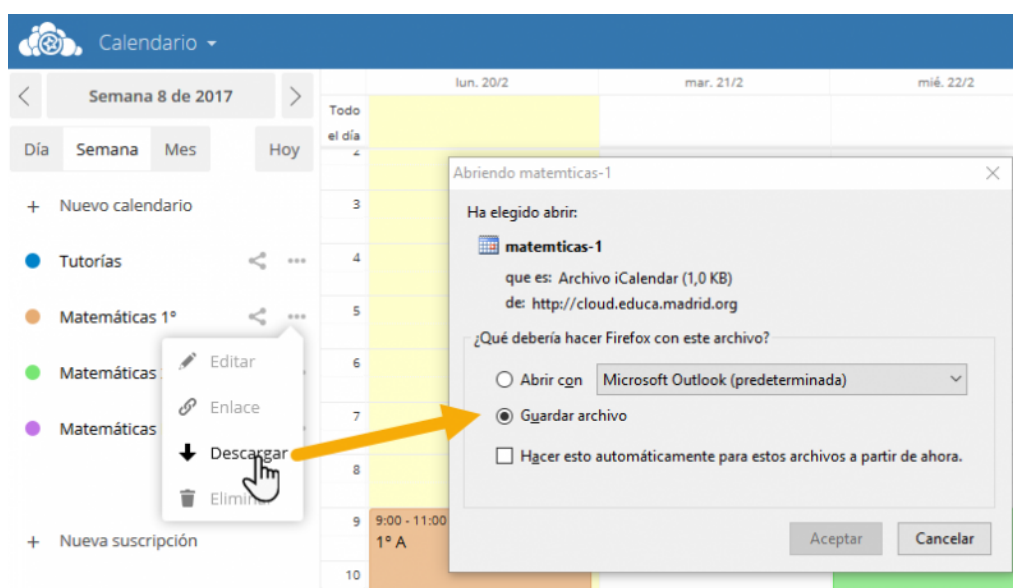 Calendario
Semana 8 de 2017
Día Semana Mes Hoy
Nuevo calendario
Tutorías
Matemáticas 1º
Matemáticas
Matemáticas
Editar
Enlace
Descargar
Nueva suscripción
lun. 20/2 mar. 21/2 mié. 22/2
Todo
el día
3
4
5
6
7
8
9 9:00 - 11:00
1º A
10
Abriendo matemticas-1
Ha elegido abrir:
matemticas-1
que es: Archivo iCalendar (1,0 KB)
de: http://cloud.educa.madrid.org
¿Qué debería hacer Firefox con este archivo?
Abrir con Microsoft Outlook (predeterminada)
Guardar archivo
Hacer esto automáticamente para estos archivos a partir de ahora.
Aceptar Cancelar